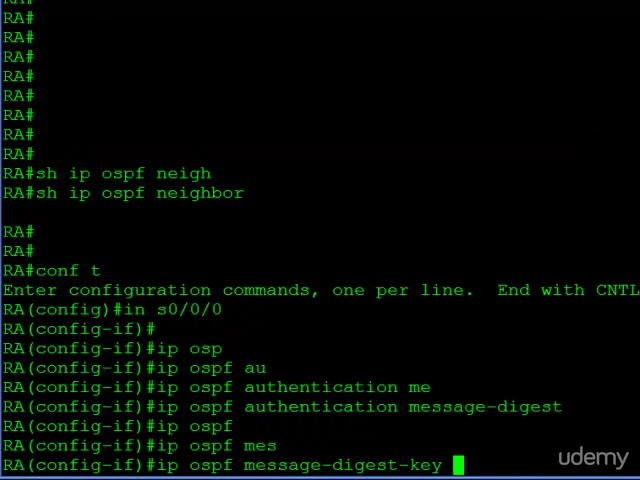 RA#
RA#
RA#
RA#
RA#
RA#
RA#
RA#
RA#sh ip ospf neigh
RA#sh ip ospf neighbor
RA#
RA#
RA#conf t
Enter configuration commands, one per line.  End with CNTL
RA(config)#in s0/0/0
RA(config-if)#
RA(config-if)#ip osp
RA(config-if)#ip ospf au
RA(config-if)#ip ospf authentication me
RA(config-if)#ip ospf authentication message-digest
RA(config-if)#ip ospf
RA(config-if)#ip ospf mes
RA(config-if)#ip ospf message-digest-key
udemy